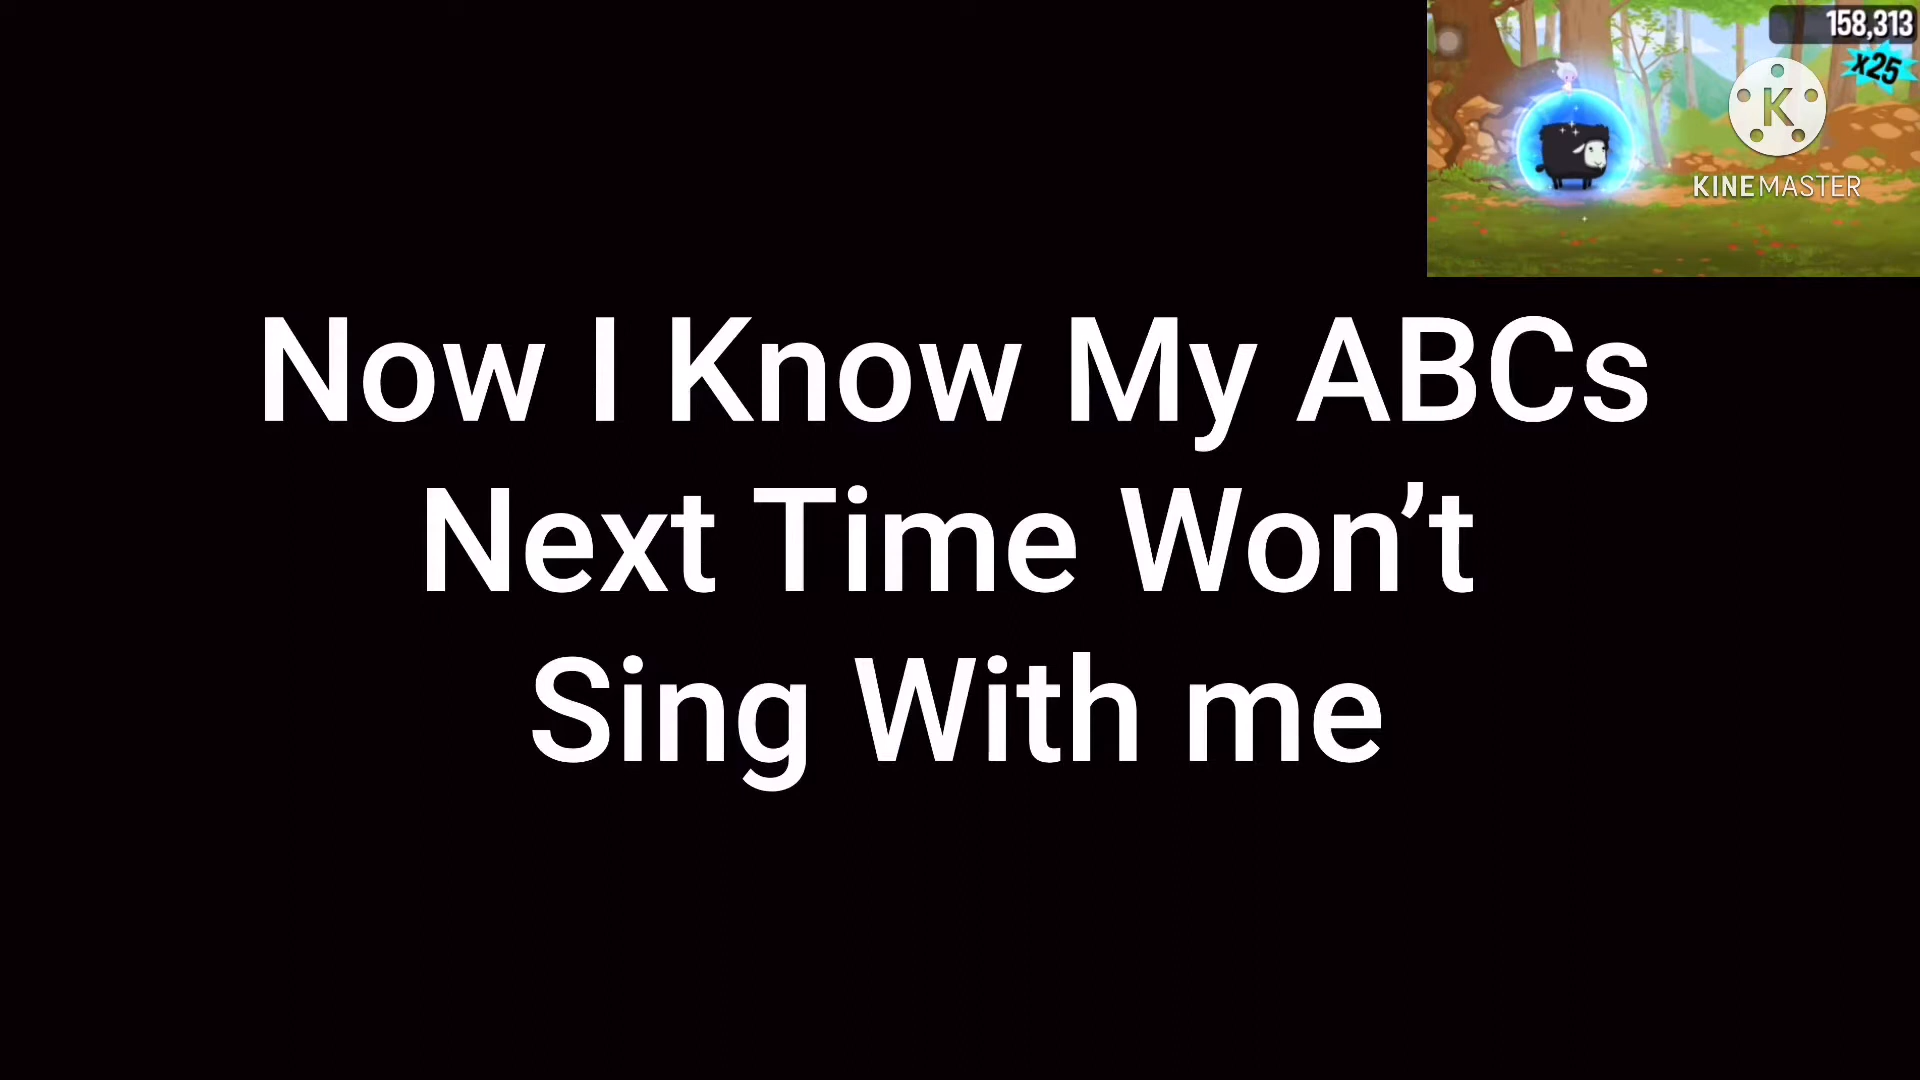 158,313
x25
K
KINEMASTER
Now I Know My ABCs
Next Time Won’t
Sing With me